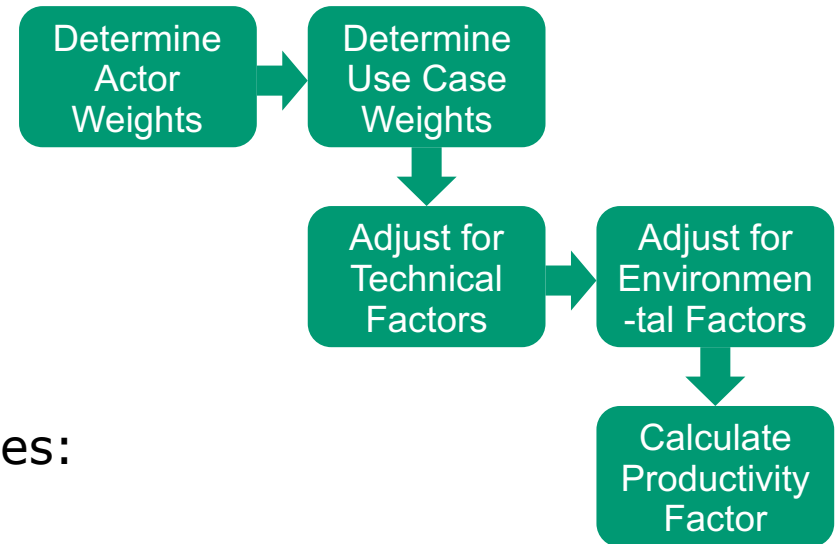 Determine
Actor
Weights
Determine
Use Case
Weights
Adjust for
Technical
Factors
Adjust for
Environmen
-tal Factors
es:
Calculate
Productivity
Factor